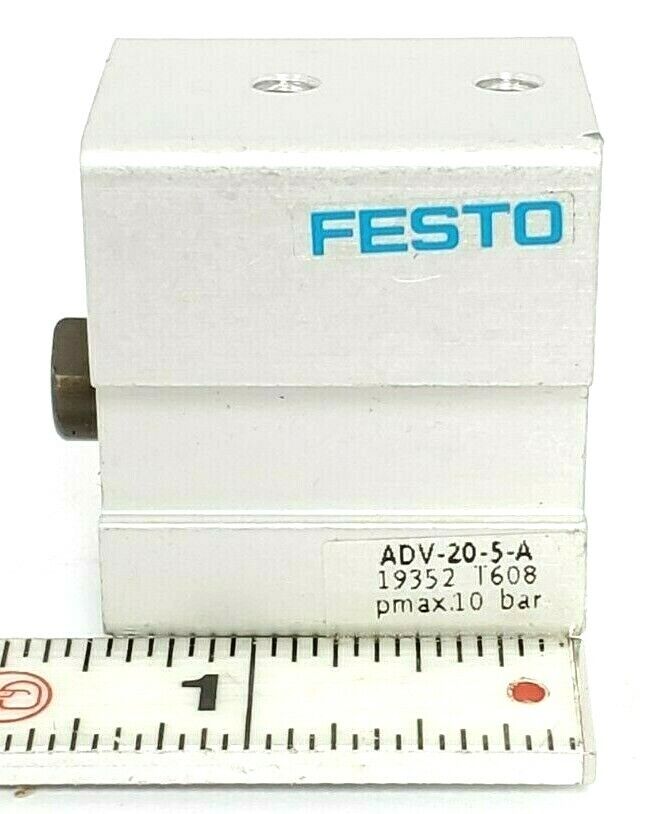 FESTO
ADV-20-5-A
19352 T608
pmax.10 bar
1